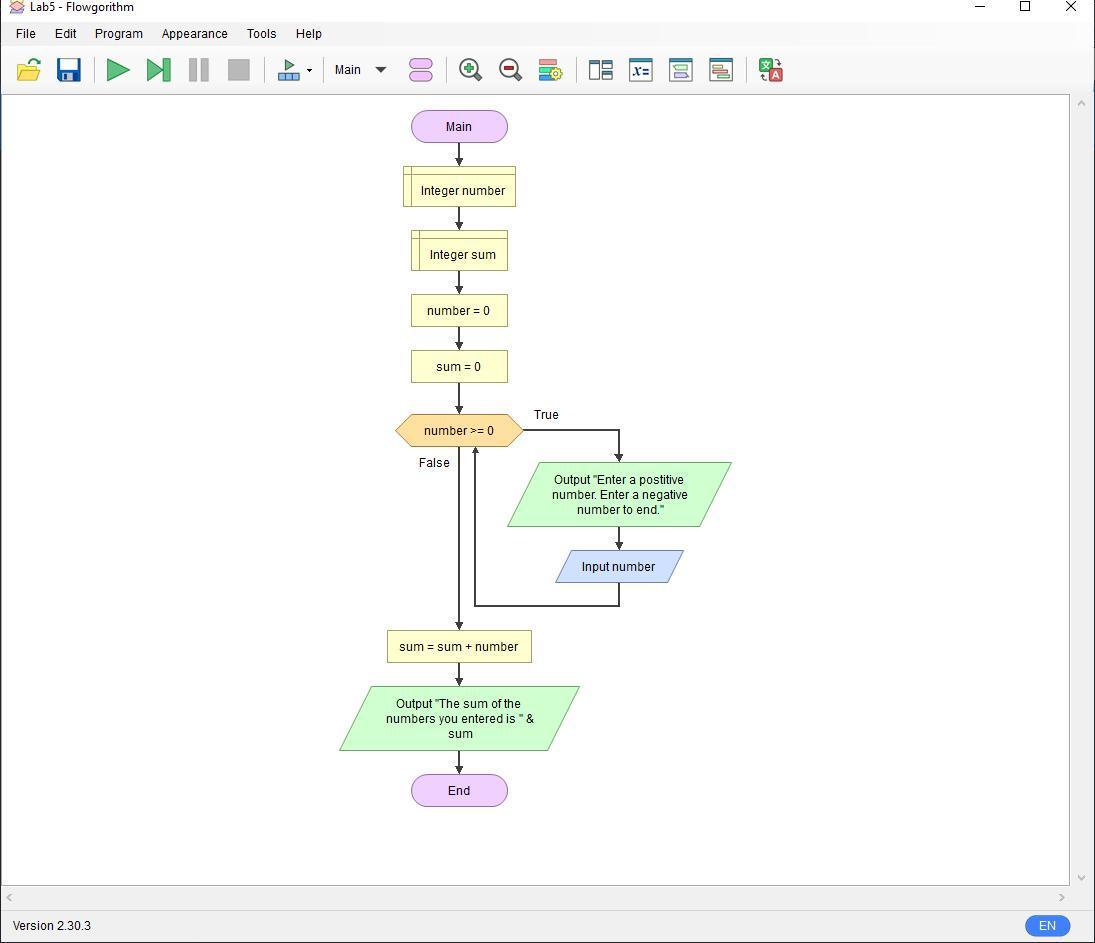 Lab5 - Flowgorithm
File Edit Program Appearance Tools Help
Main
x=
A
Main
Integer number
Integer sum
number = 0
sum = 0
number >= 0
True
False
Output "Enter a postitive
number. Enter a negative
number to end."
Input number
sum = sum + number
Output "The sum of the
numbers you entered is " &
sum
End
Version 2.30.3
EN